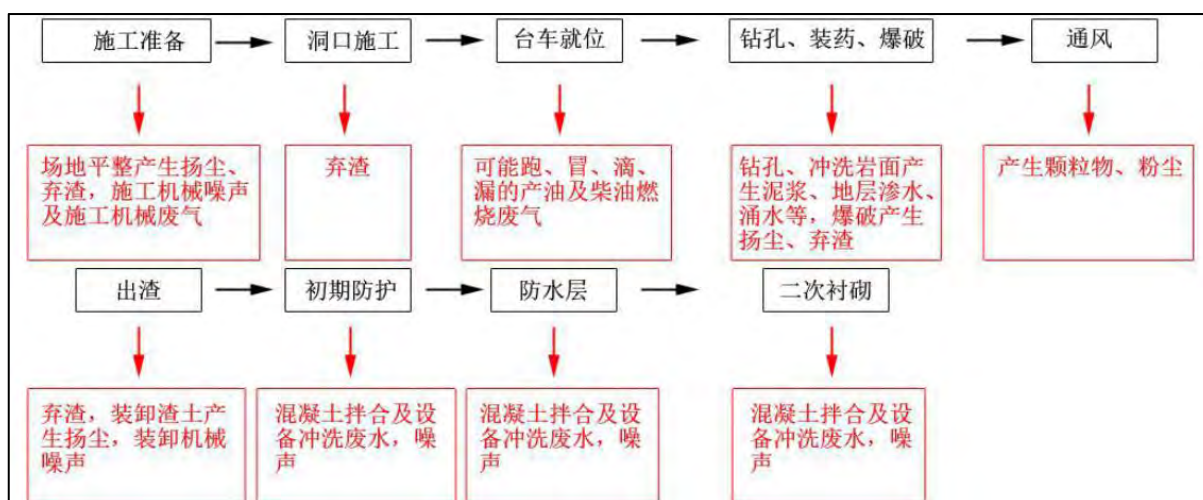 施工准备
洞口施工
台车就位
钻孔、装药、爆破
通风
场地平整产生扬尘、
弃渣，施工机械噪声
及施工机械废气
弃渣
可能跑、冒、滴、
漏的产油及柴油燃
烧废气
钻孔、冲洗岩面产
生泥浆、地层渗水、
涌水等，爆破产生
扬尘、弃渣
产生颗粒物、粉尘
出渣
初期防护
防水层
二次衬砌
弃渣，装卸渣土产
生扬尘，装卸机械
噪声
混凝土拌合及设
备冲洗废水，噪
声
混凝土拌合及设
备冲洗废水，噪
声
混凝土拌合及设
备冲洗废水，噪
声